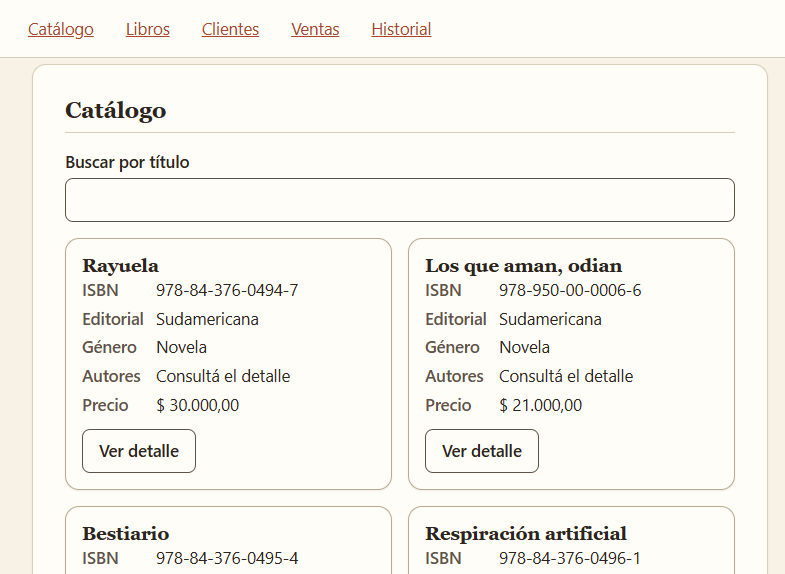 Catálogo Libros Clientes Ventas Historial
Catálogo
Buscar por título
Rayuela
ISBN 978-84-376-0494-7
Editorial Sudamericana
Género Novela
Autores Consultá el detalle
Precio $ 30.000,00
Ver detalle
Los que aman, odian
ISBN 978-950-00-0006-6
Editorial Sudamericana
Género Novela
Autores Consultá el detalle
Precio $ 21.000,00
Ver detalle
Bestiario
ISBN 978-84-376-0495-4
Respiración artificial
ISBN 978-84-376-0496-1